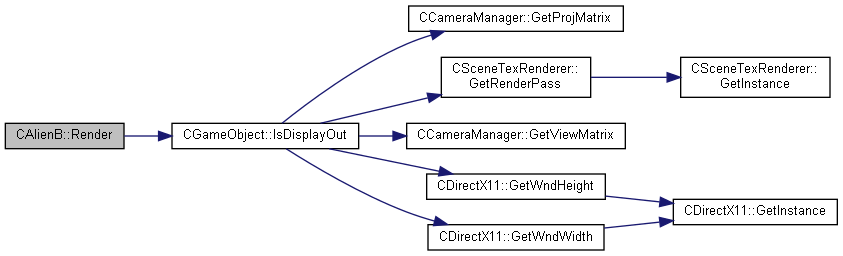 CCameraManager::GetProjMatrix
CSceneTexRenderer::
GetRenderPass
CSceneTexRenderer::
GetInstance
CAlienB::Render
CGameObject::IsDisplayOut
CCameraManager::GetViewMatrix
CDirectX11::GetWndHeight
CDirectX11::GetInstance
CDirectX11::GetWndWidth